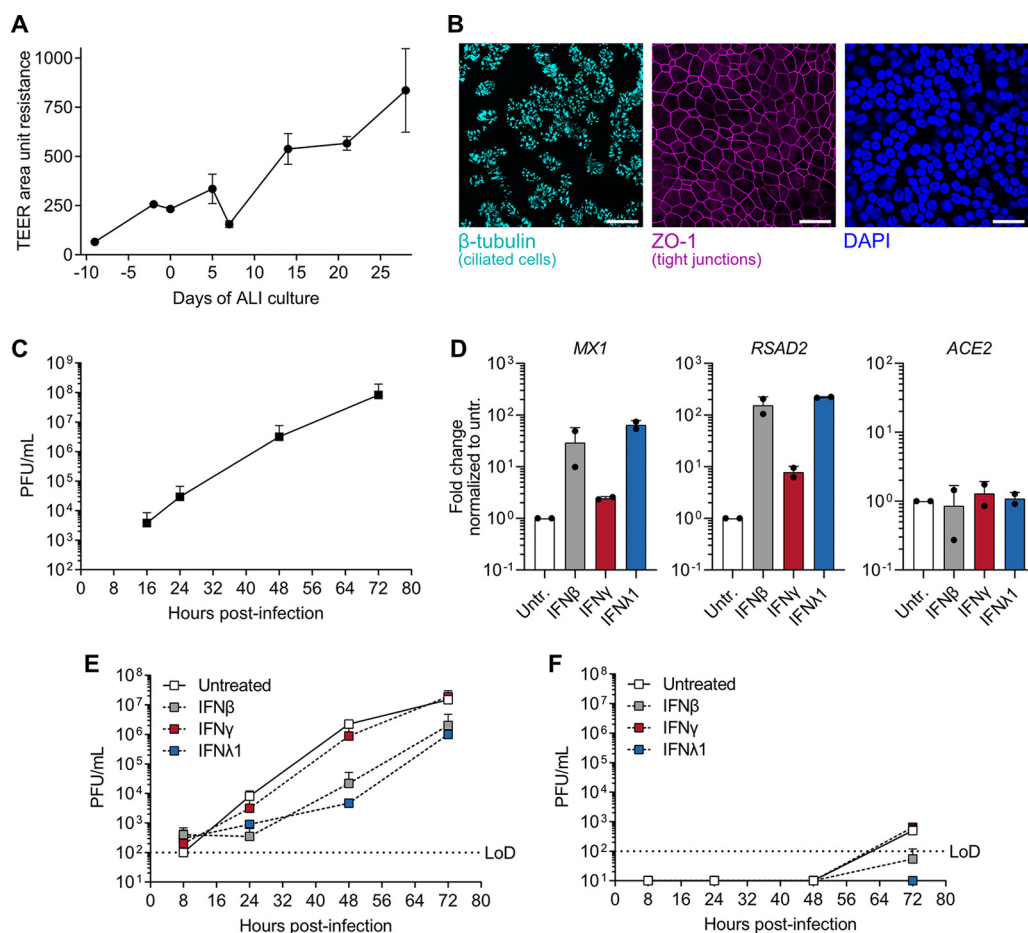 A
1000
750
500
250
0
TEER area unit resistance
-10 -5 0 5 10 15 20 25
Days of ALI culture
B
β-tubulin
(ciliated cells)
ZO-1
(tight junctions)
DAPI
C
10⁹
10⁸
10⁷
10⁶
10⁵
10⁴
10³
10²
PFU/mL
0 8 16 24 32 40 48 56 64 72 80
Hours post-infection
D
Fold change
normalized to untr.
MX1
10³
10²
10¹
10⁰
10⁻¹
Untr. IFNβ IFNγ IFNλ1
RSAD2
10³
10²
10¹
10⁰
10⁻¹
Untr. IFNβ IFNγ IFNλ1
ACE2
10³
10²
10¹
10⁰
10⁻¹
Untr. IFNβ IFNγ IFNλ1
E
10⁸
10⁷
10⁶
10⁵
10⁴
10³
10²
10¹
PFU/mL
Untreated
IFNβ
IFNγ
IFNλ1
LoD
0 8 16 24 32 40 48 56 64 72 80
Hours post-infection
F
10⁸
10⁷
10⁶
10⁵
10⁴
10³
10²
10¹
PFU/mL
Untreated
IFNβ
IFNγ
IFNλ1
LoD
0 8 16 24 32 40 48 56 64 72 80
Hours post-infection